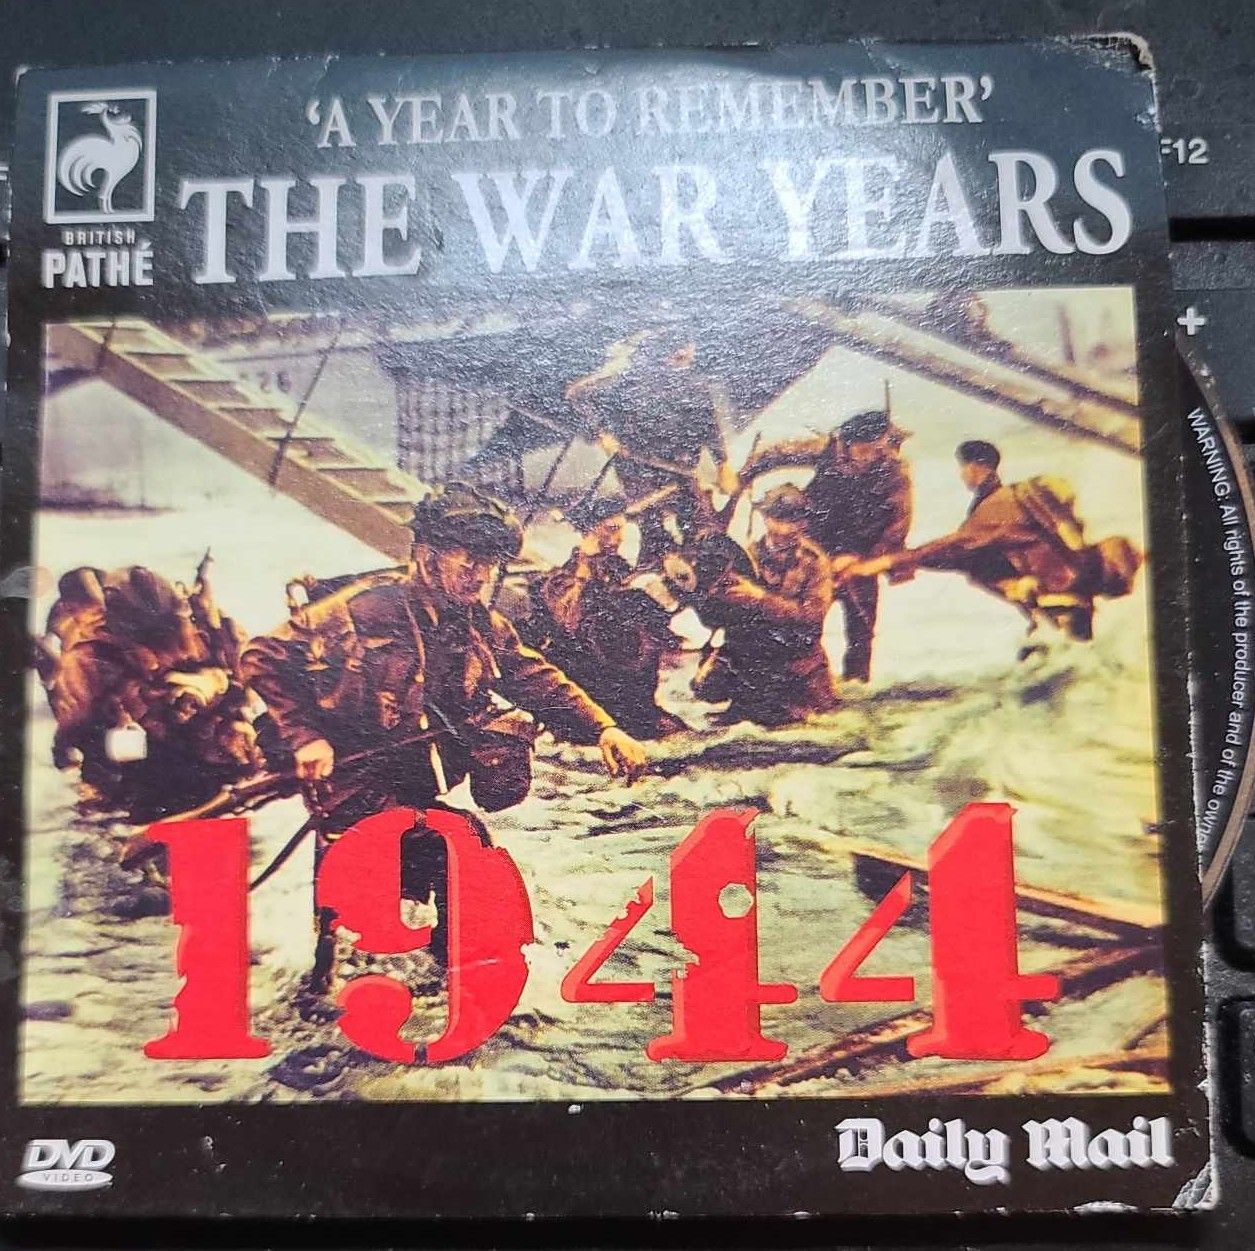 'A YEAR TO REMEMBER'
THE WAR YEARS
BRITISH
PATHÉ
F12
+
26
WARNING: All rights of the producer and of the
1944
DVD
VIDEO
Daily Mail